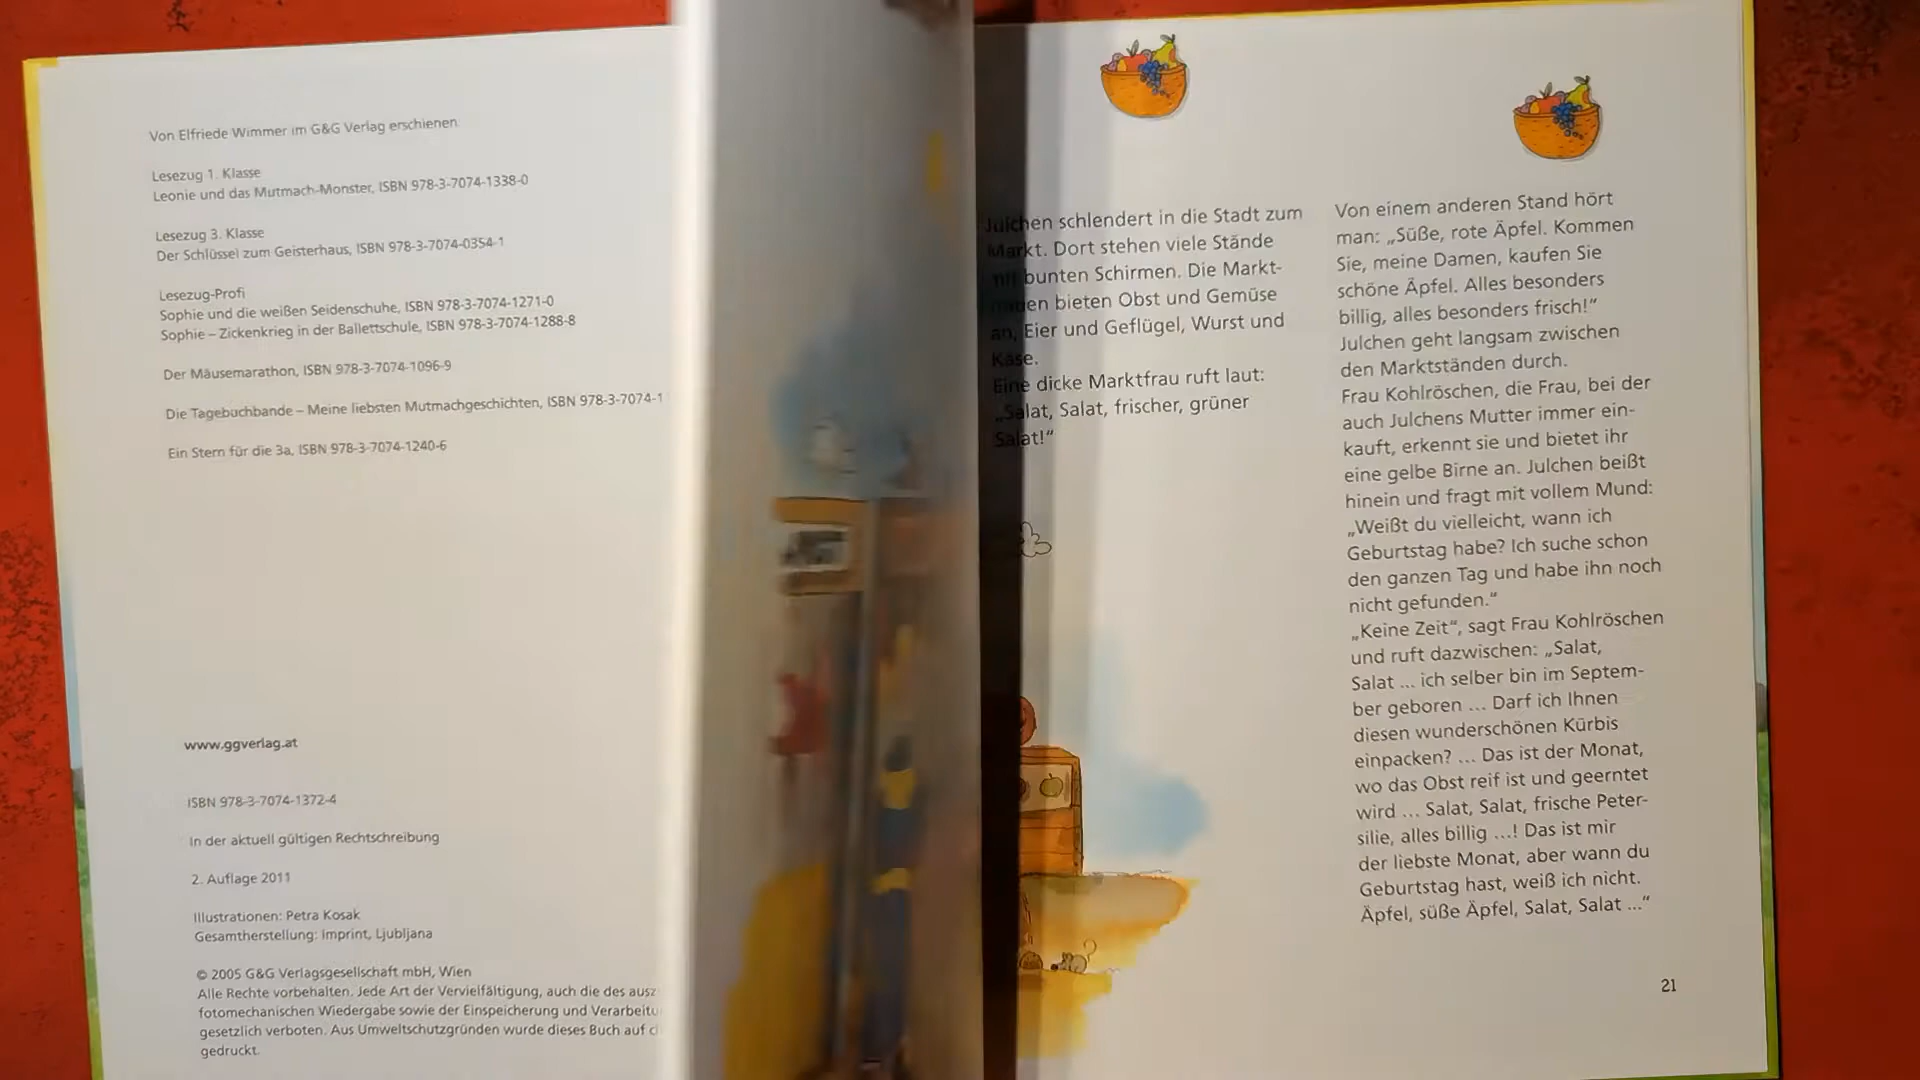 Von Elfriede Wimmer im G&G Verlag erschienen
Lesezug 1. Klasse
Leonie und das Mutmach-Monster, ISBN 978-3-7074-1338-0
Lesezug 3. Klasse
Der Schlüssel zum Geisterhaus, ISBN 978-3-7074-0354-1
Lesezug-Profi
Sophie und die weißen Seidenschuhe, ISBN 978-3-7074-1271-0
Sophie – Zickenkrieg in der Ballettschule, ISBN 978-3-7074-1288-8
Der Mäusemarathon, ISBN 978-3-7074-1096-9
Die Tagebuchbande – Meine liebsten Mutmachgeschichten, ISBN 978-3-7074-1
Ein Stern für die 3a, ISBN 978-3-7074-1240-6
www.ggverlag.at
ISBN 978-3-7074-1372-4
In der aktuell gültigen Rechtschreibung
2. Auflage 2011
Illustrationen: Petra Kosak
Gesamtherstellung: Imprint, Ljubljana
© 2005 G&G Verlagsgesellschaft mbH, Wien
Alle Rechte vorbehalten. Jede Art der Vervielfältigung, auch die des
fotomechanischen Wiedergabe sowie der Einspeicherung und
gesetzlich verboten. Aus Umweltschutzgründen wurde dieses Buch auf
gedruckt.
Julchen schlendert in die Stadt zum
Markt. Dort stehen viele Stände
mit bunten Schirmen. Die Markt-
frauen bieten Obst und Gemüse
an, Eier und Geflügel, Wurst und
Käse.
Eine dicke Marktfrau ruft laut:
„Salat, Salat, frischer, grüner
Salat!“
Von einem anderen Stand hört
man: „Süße, rote Äpfel. Kommen
Sie, meine Damen, kaufen Sie
schöne Äpfel. Alles besonders
billig, alles besonders frisch!“
Julchen geht langsam zwischen
den Marktständen durch.
Frau Kohlröschen, die Frau, bei der
auch Julchens Mutter immer ein-
kauft, erkennt sie und bietet ihr
eine gelbe Birne an. Julchen beißt
hinein und fragt mit vollem Mund:
„Weißt du vielleicht, wann ich
Geburtstag habe? Ich suche schon
den ganzen Tag und habe ihn noch
nicht gefunden.“
„Keine Zeit“, sagt Frau Kohlröschen
und ruft dazwischen: „Salat,
Salat ... ich selber bin im Septem-
ber geboren ... Darf ich Ihnen
diesen wunderschönen Kürbis
einpacken? ... Das ist der Monat,
wo das Obst reif ist und geerntet
wird ... Salat, Salat, frische Peter-
silie, alles billig ...! Das ist mir
der liebste Monat, aber wann du
Geburtstag hast, weiß ich nicht.
Äpfel, süße Äpfel, Salat, Salat ...“
21